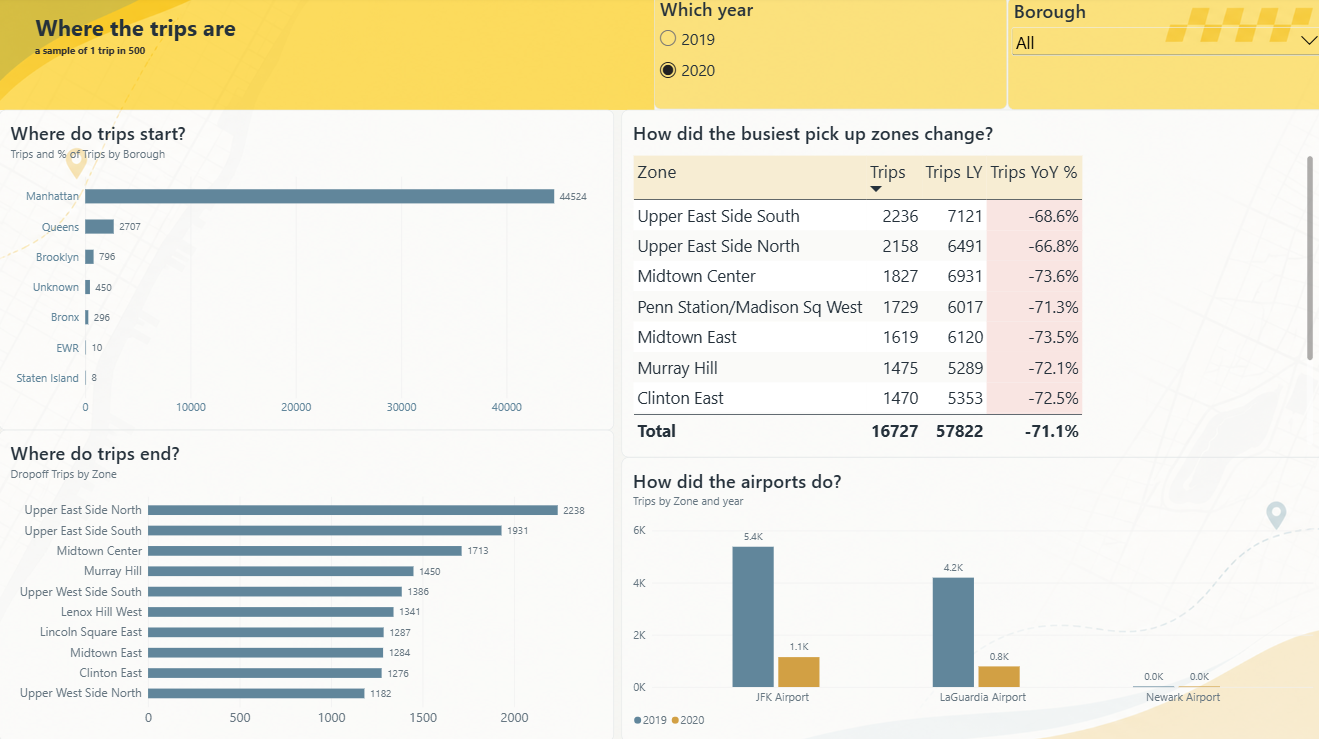 Where the trips are
a sample of 1 trip in 500
Which year
2019
2020
Borough
All
Where do trips start?
Trips and % of Trips by Borough
Manhattan 44524
Queens 2707
Brooklyn 796
Unknown 450
Bronx 296
EWR 10
Staten Island 8
0 10000 20000 30000 40000
How did the busiest pick up zones change?
Zone Trips Trips LY Trips YoY %
Upper East Side South 2236 7121 -68.6%
Upper East Side North 2158 6491 -66.8%
Midtown Center 1827 6931 -73.6%
Penn Station/Madison Sq West 1729 6017 -71.3%
Midtown East 1619 6120 -73.5%
Murray Hill 1475 5289 -72.1%
Clinton East 1470 5353 -72.5%
Total 16727 57822 -71.1%
Where do trips end?
Dropoff Trips by Zone
Upper East Side North 2238
Upper East Side South 1931
Midtown Center 1713
Murray Hill 1450
Upper West Side South 1386
Lenox Hill West 1341
Lincoln Square East 1287
Midtown East 1284
Clinton East 1276
Upper West Side North 1182
0 500 1000 1500 2000
How did the airports do?
Trips by Zone and year
6K
4K
2K
0K
5.4K 1.1K 4.2K 0.8K 0.0K 0.0K
JFK Airport LaGuardia Airport Newark Airport
2019 2020